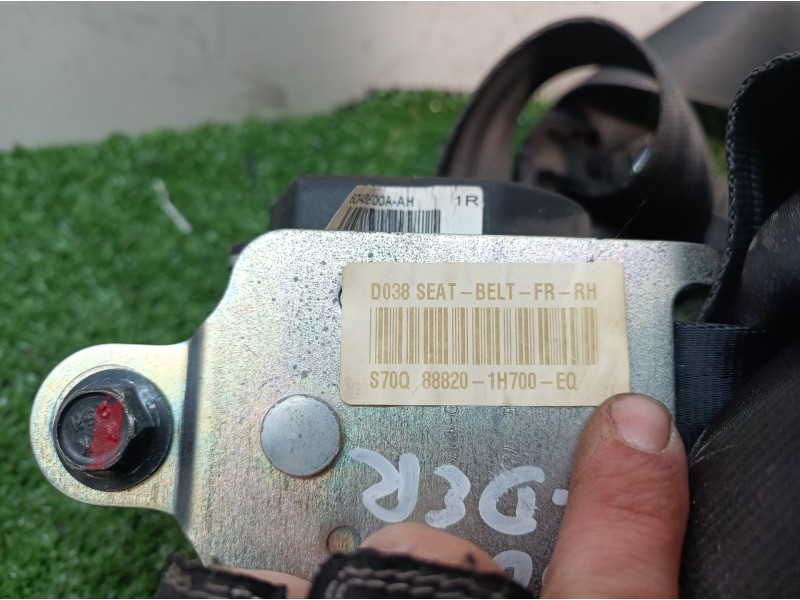 1R
D038 SEAT-BELT-FR-RH
S70Q 88820-1H700-EQ
.DER